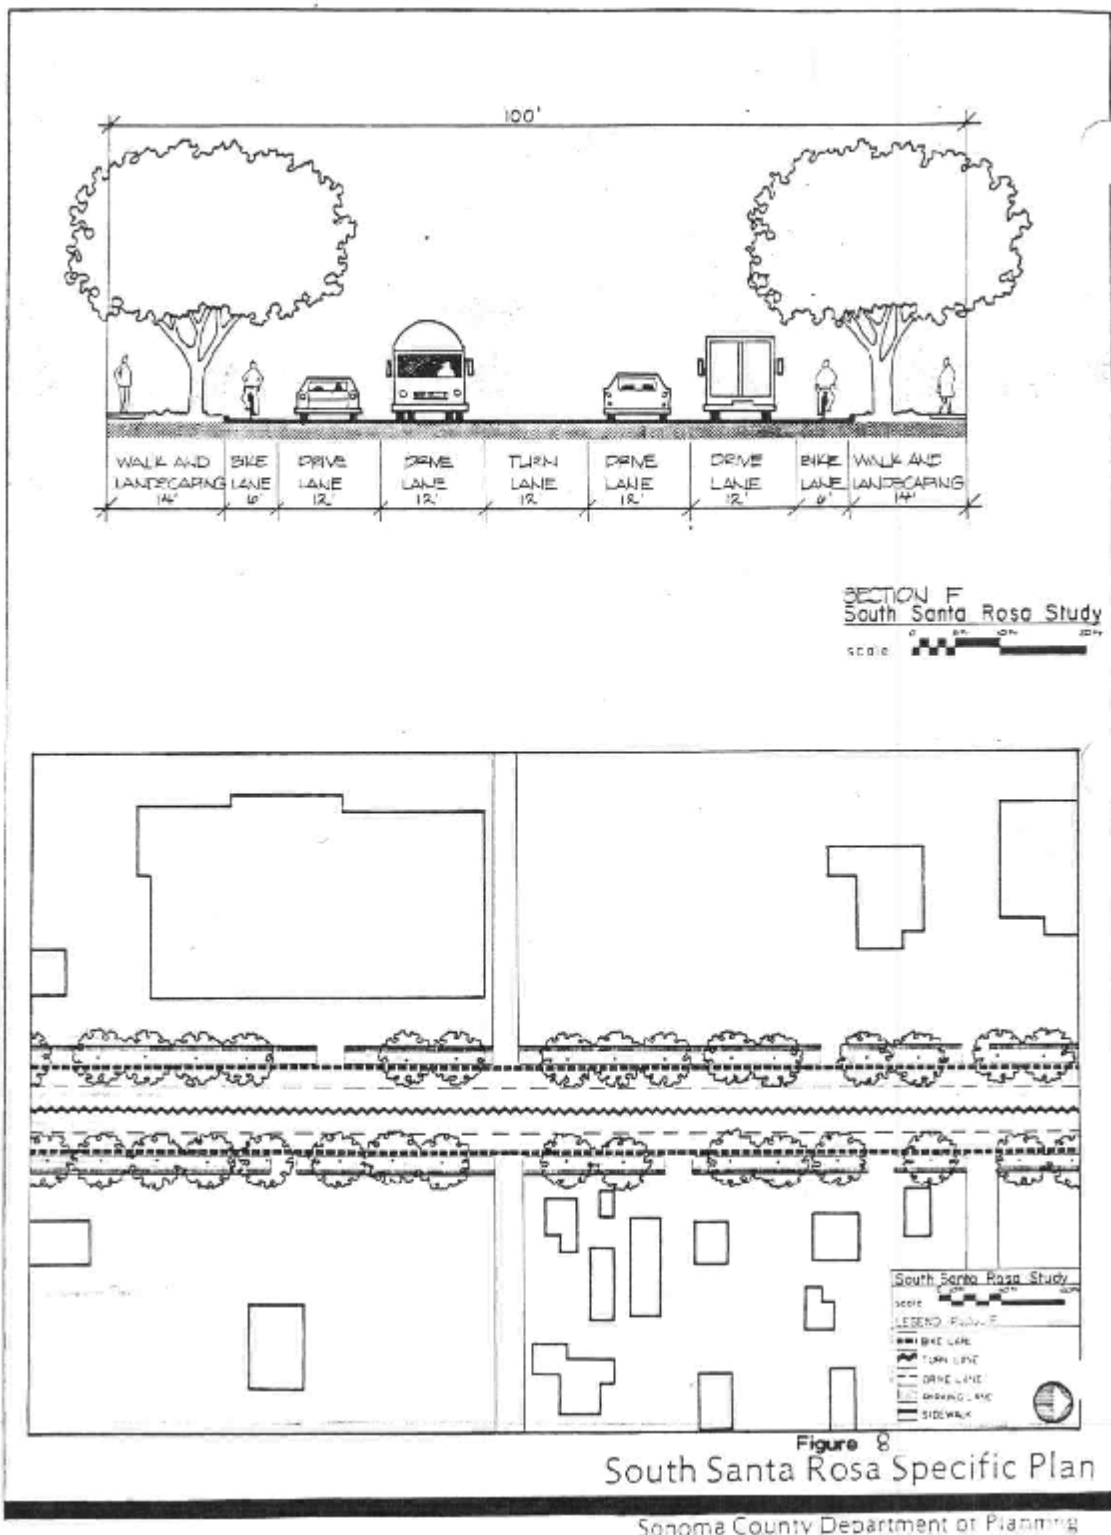 100'
WALK AND LANDSCAPING 14'
BIKE LANE 6'
DRIVE LANE 12'
DRIVE LANE 12'
TURN LANE 12'
DRIVE LANE 12'
DRIVE LANE 12'
BIKE LANE 6'
WALK AND LANDSCAPING 14'
SECTION F
South Santa Rosa Study
scale 0
South Santa Rosa Study
scale
LEGEND
BIKE LANE
TURN LANE
DRIVE LANE
PARKING LANE
SIDEWALK
Figure 8
South Santa Rosa Specific Plan
Sonoma County Department of Planning